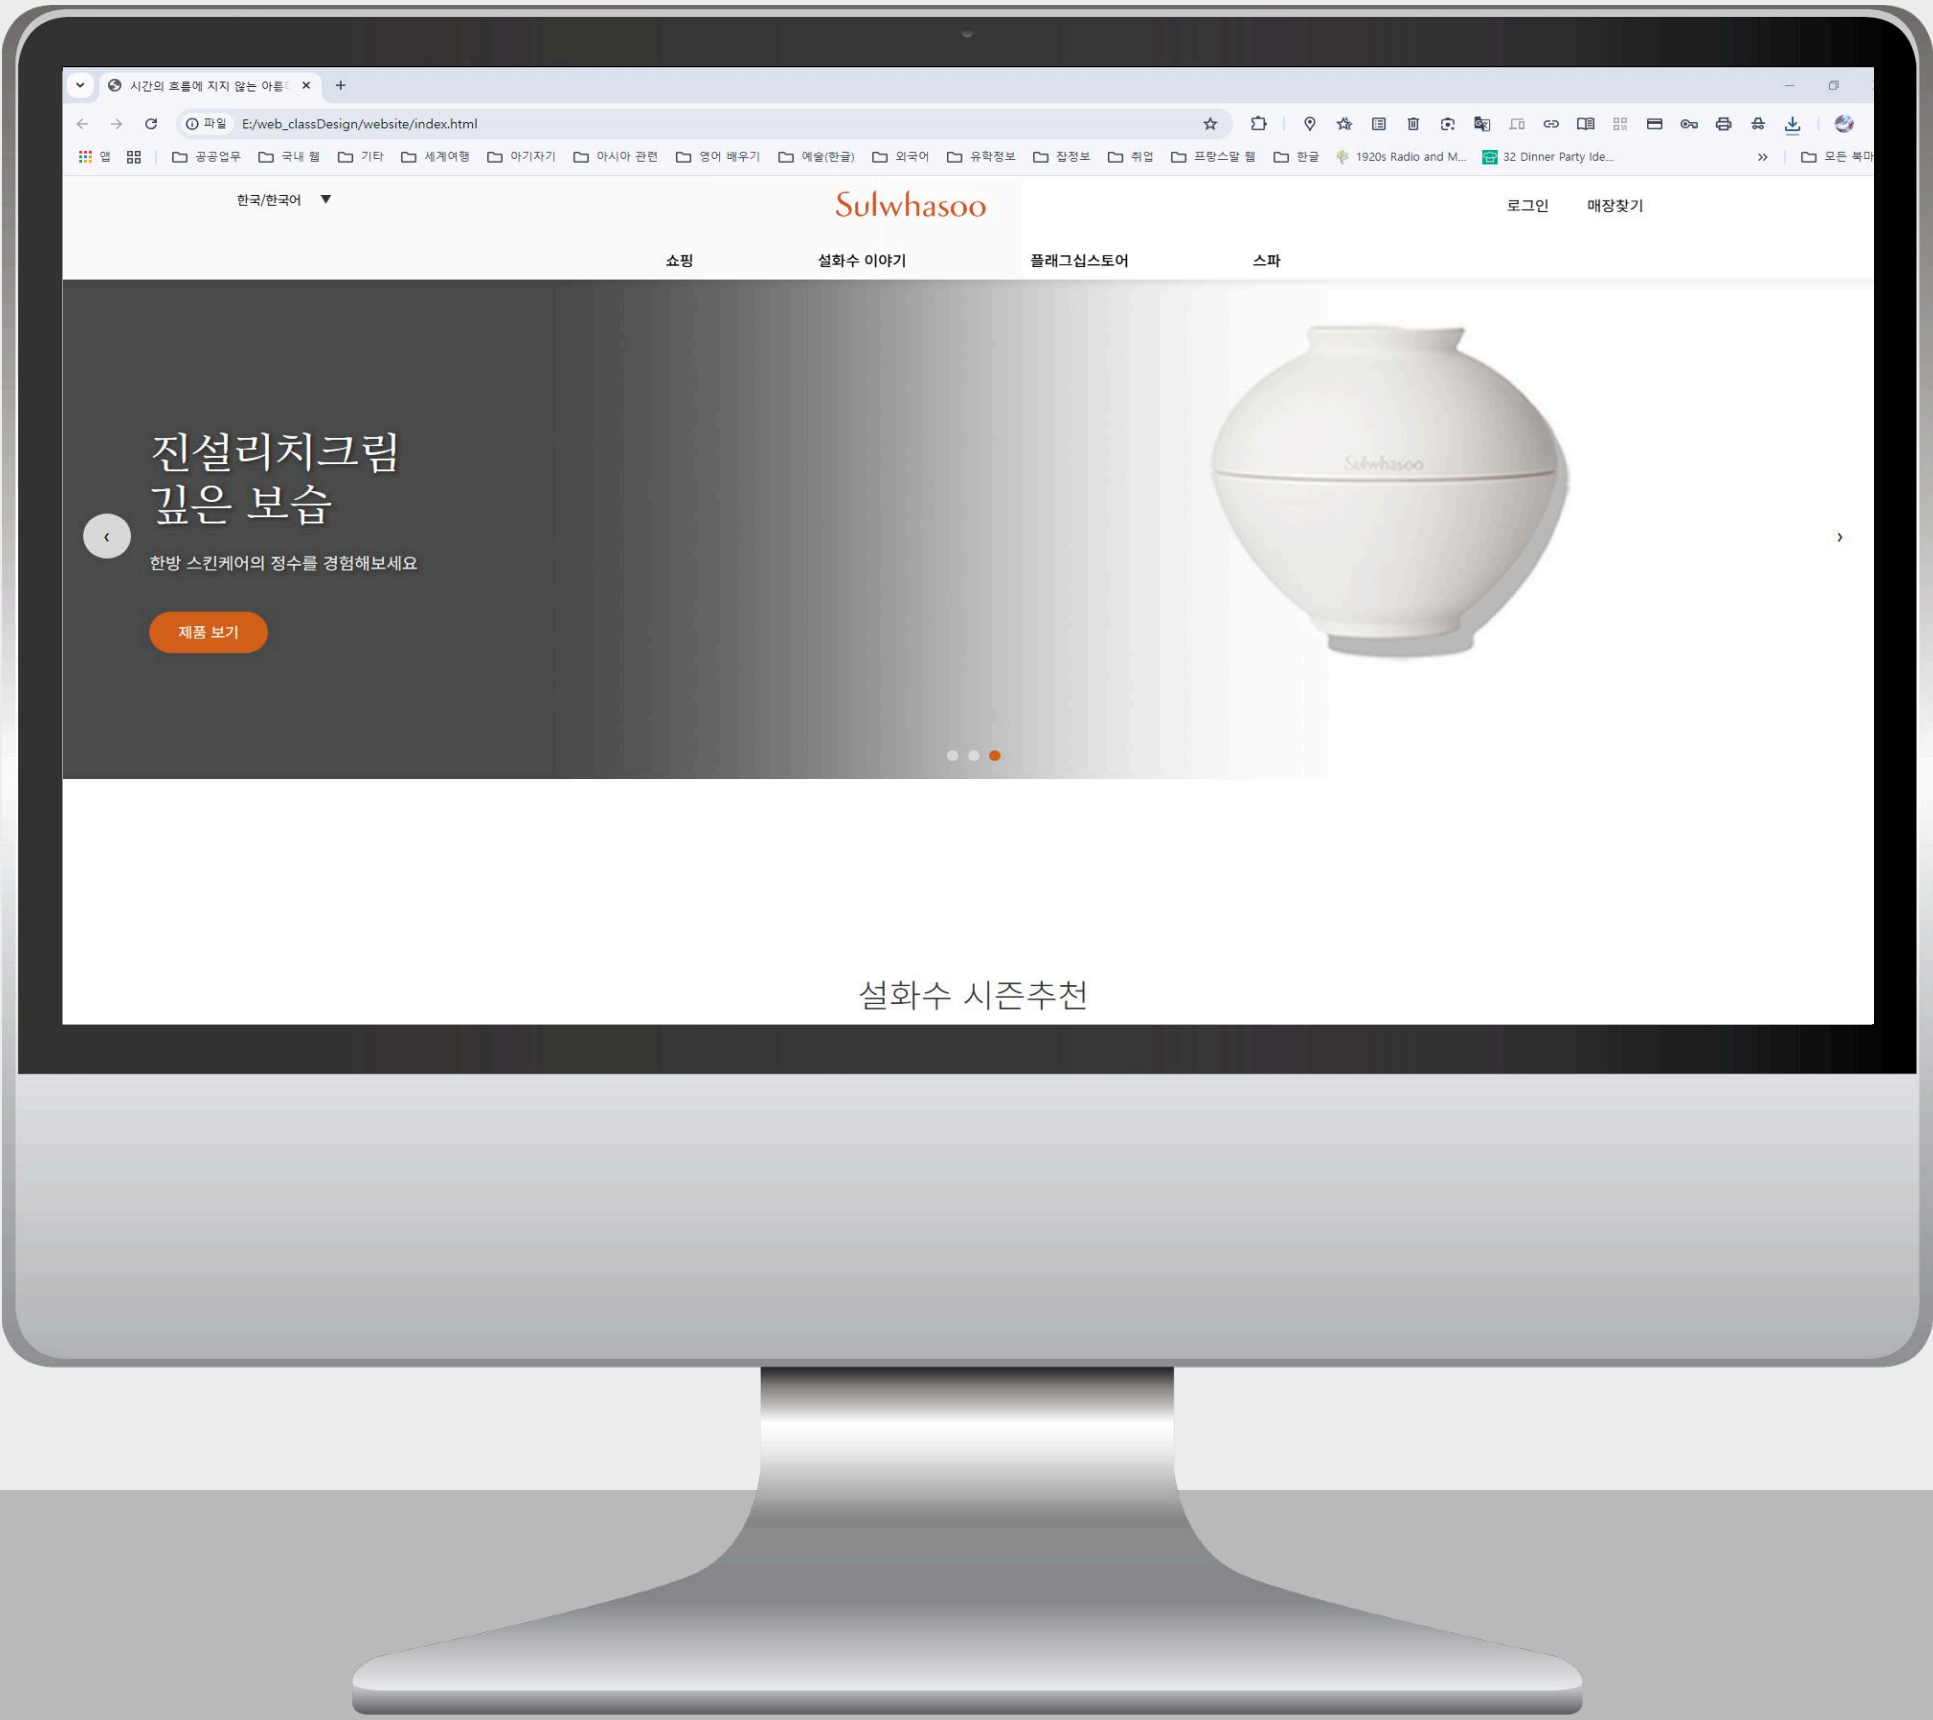 시간의 흐름에 지지 않는 아름
파일 E:/web_classDesign/website/index.html
앱 공공업무 국내 웹 기타 세계여행 아기자기 아시아 관련 영어 배우기 예술(한글) 외국어 유학정보 잡정보 취업 프랑스말 웹 한글 1920s Radio and M... 32 Dinner Party Ide... » 모든 북마
한국/한국어 ▼ Sulwhasoo 로그인 매장찾기
쇼핑 설화수 이야기 플래그십스토어 스파
진설리치크림
깊은 보습
한방 스킨케어의 정수를 경험해보세요
제품 보기
Sulwhasoo
설화수 시즌추천